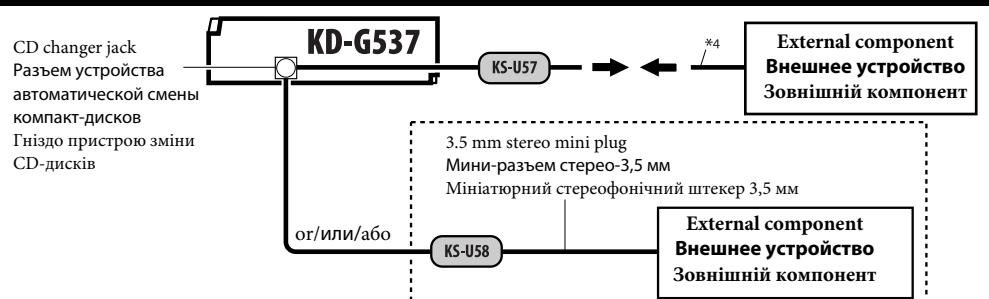 CD changer jack
Разъем устройства
автоматической смены
компакт-дисков
Гніздо пристрою зміни
CD-дисків
KD-G537
KS-U57
*4
External component
Внешнее устройство
Зовнішній компонент
3.5 mm stereo mini plug
Мини-разъем стерео-3,5 мм
Мініатюрний стереофонічний штекер 3,5 мм
or/или/або
KS-U58
External component
Внешнее устройство
Зовнішній компонент